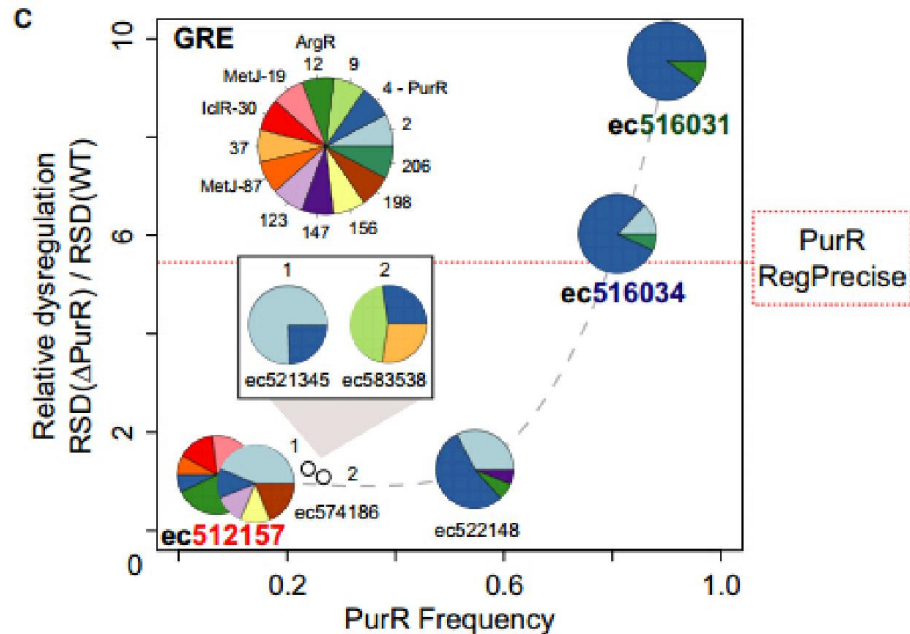 C
10
6
2
0
Relative dysregulation
RSD(ΔPurR) / RSD(WT)
GRE
ArgR
12
9
4 - PurR
2
206
198
156
147
123
MetJ-87
37
IclR-30
MetJ-19
ec516031
ec516034
PurR
RegPrecise
1
2
ec521345
ec583538
1
2
ec574186
ec512157
ec522148
0.2
0.6
1.0
PurR Frequency